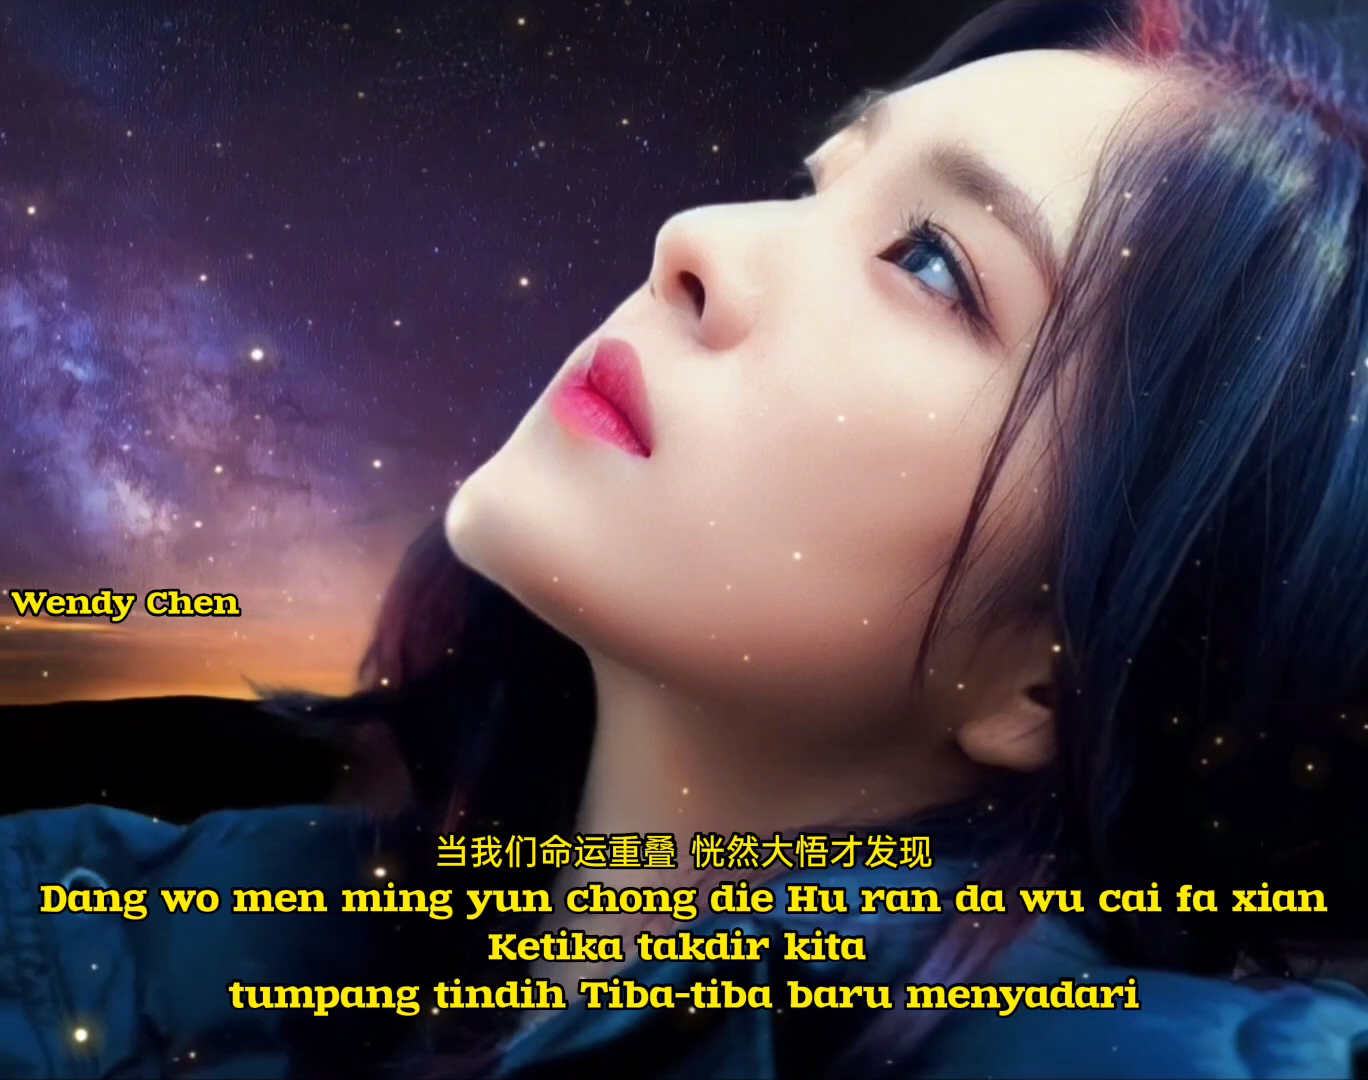 Wendy Chen
当我们命运重叠 恍然大悟才发现
Dang wo men ming yun chong die Hu ran da wu cai fa xian
Ketika takdir kita
tumpang tindih Tiba-tiba baru menyadari